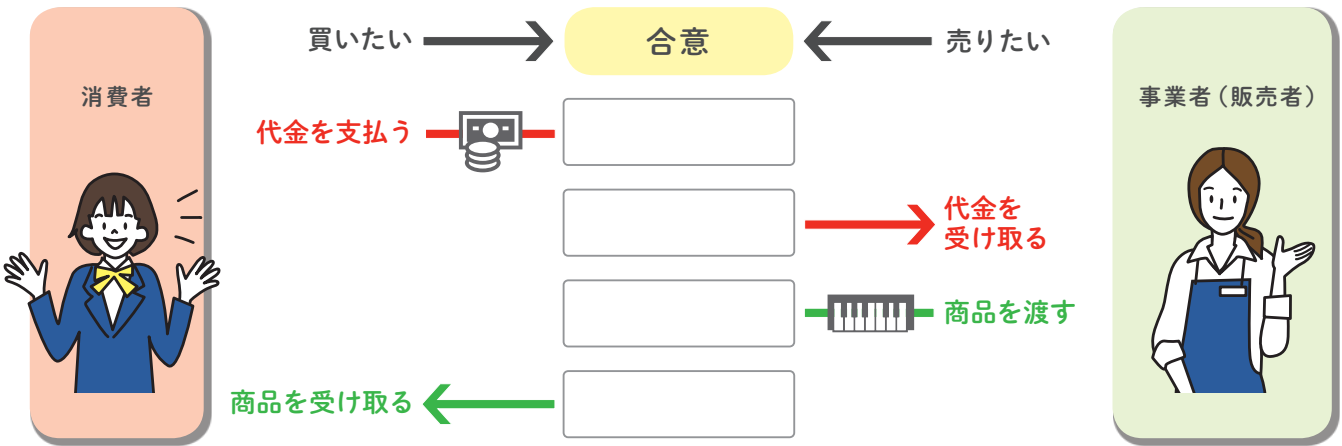 買いたい
合意
売りたい
消費者
事業者（販売者）
代金を支払う
代金を
受け取る
商品を渡す
商品を受け取る